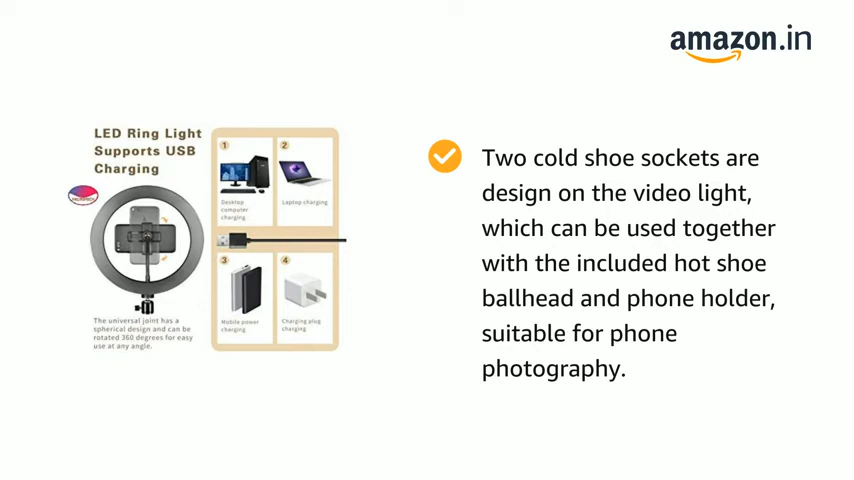 amazon.in
LED Ring Light
Supports USB
Charging
1
2
Desktop
computer
charging
Laptop charging
3
4
Mobile power
charging
Charging plug
charging
The universal joint has a
spherical design and can be
rotated 360 degrees for easy
use at any angle.
Two cold shoe sockets are
design on the video light,
which can be used together
with the included hot shoe
ballhead and phone holder,
suitable for phone
photography.